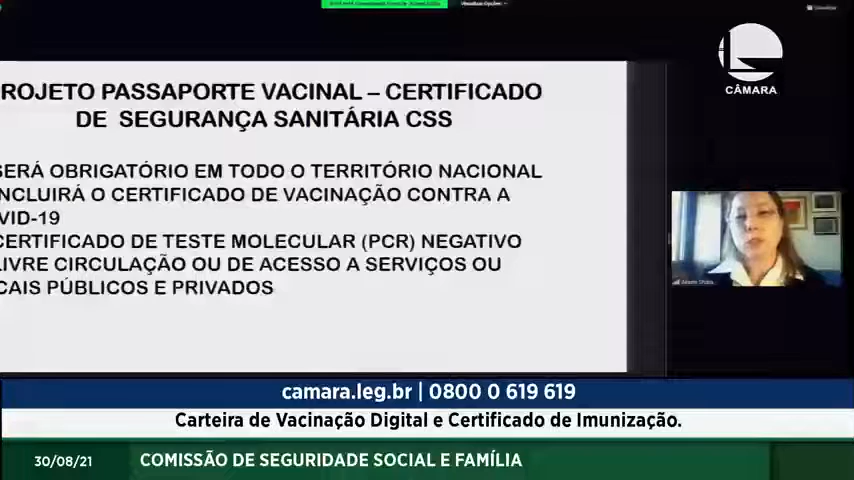 CÂMARA
ROJETO PASSAPORTE VACINAL – CERTIFICADO
DE SEGURANÇA SANITÁRIA CSS
SERÁ OBRIGATÓRIO EM TODO O TERRITÓRIO NACIONAL
NCLUIRÁ O CERTIFICADO DE VACINAÇÃO CONTRA A
VID-19
CERTIFICADO DE TESTE MOLECULAR (PCR) NEGATIVO
LIVRE CIRCULAÇÃO OU DE ACESSO A SERVIÇOS OU
CAIS PÚBLICOS E PRIVADOS
camara.leg.br | 0800 0 619 619
Carteira de Vacinação Digital e Certificado de Imunização.
30/08/21
COMISSÃO DE SEGURIDADE SOCIAL E FAMÍLIA